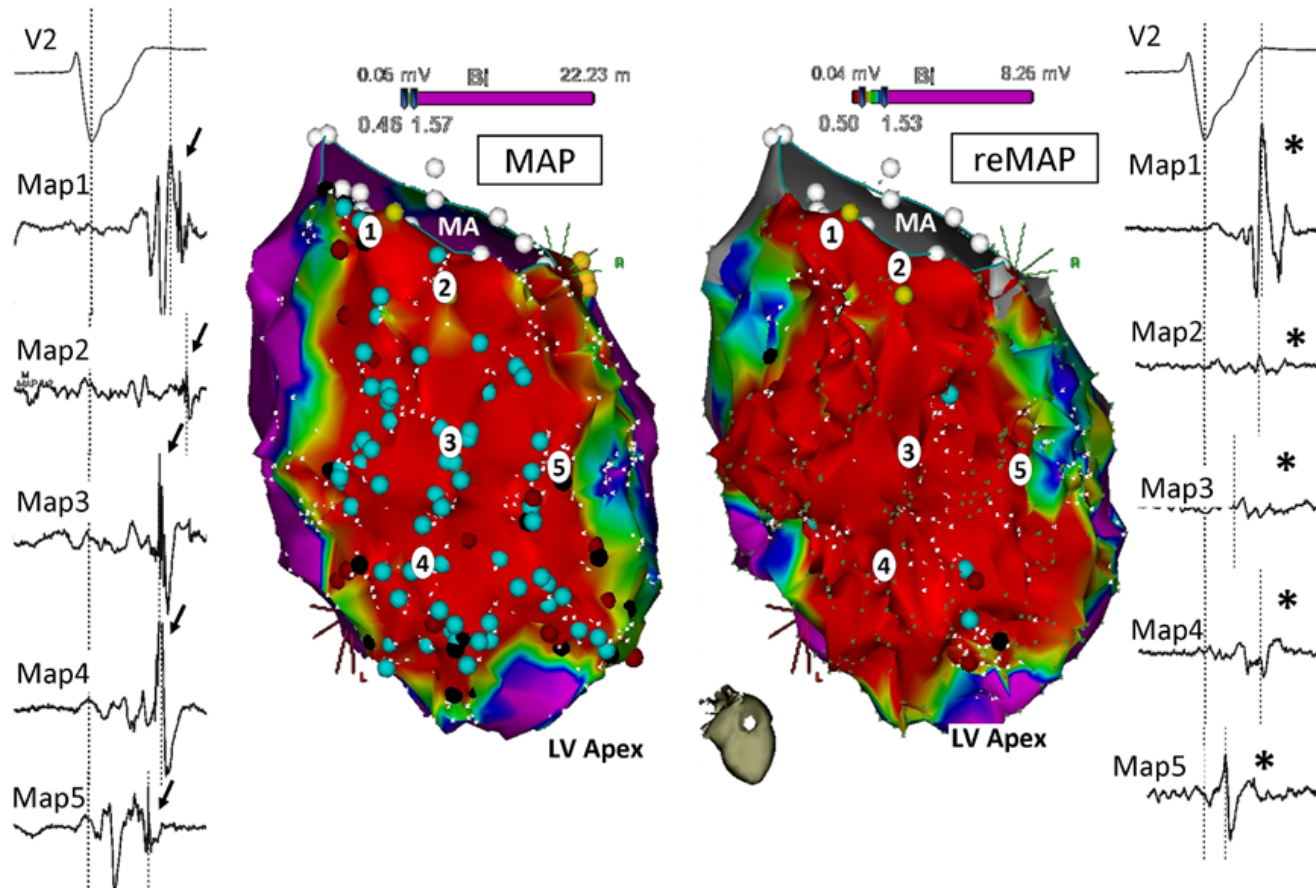 V2
Map1
Map2
Map3
Map4
Map5
0.05 mV Bi 22.23 m
0.46 1.57
MAP
MA
1
2
3
5
4
LV Apex
A
L
0.04 mV Bi 8.25 mV
0.50 1.53
reMAP
MA
1
2
3
5
4
LV Apex
A
L
V2
Map1
*
Map2
*
Map3
*
Map4
*
Map5
*